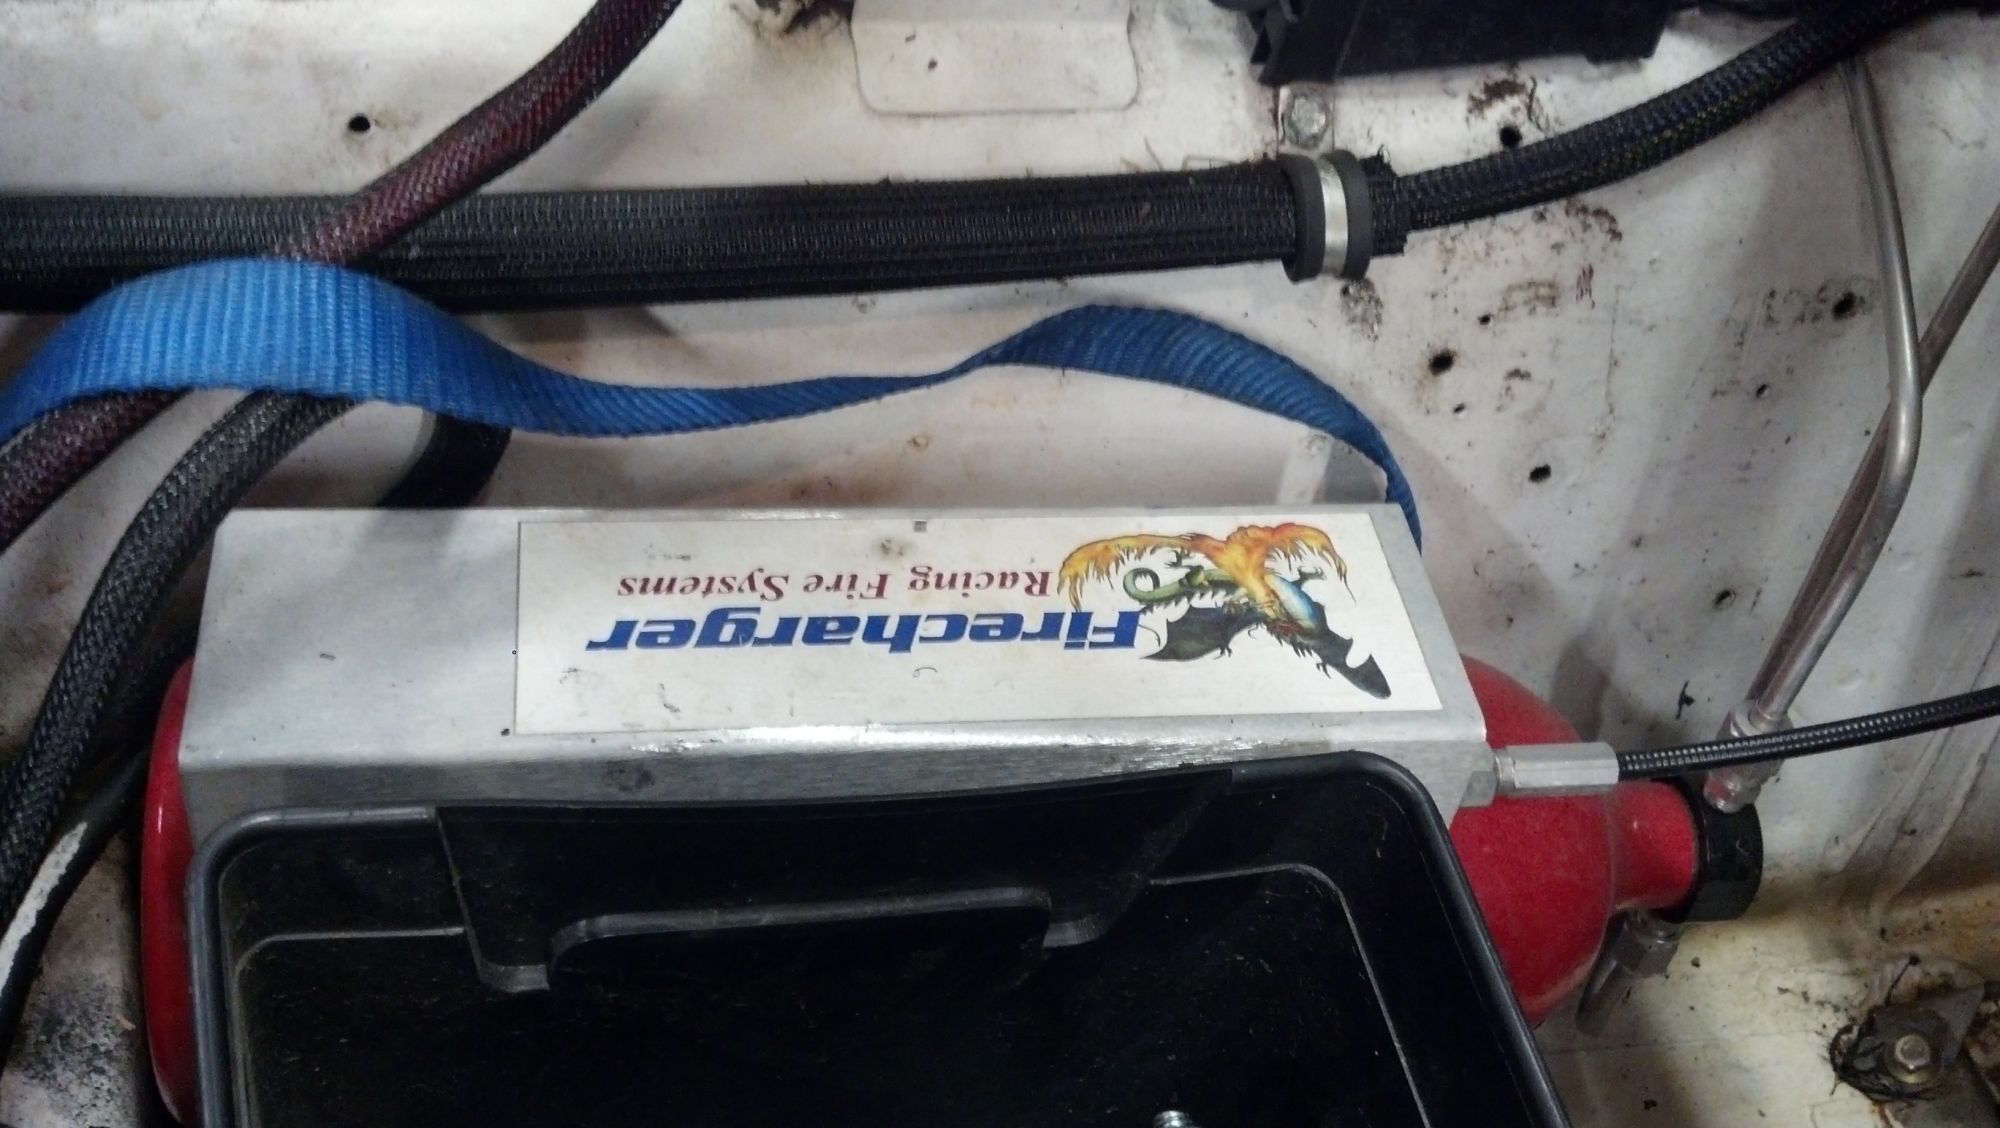 Firecharger
Racing Fire Systems